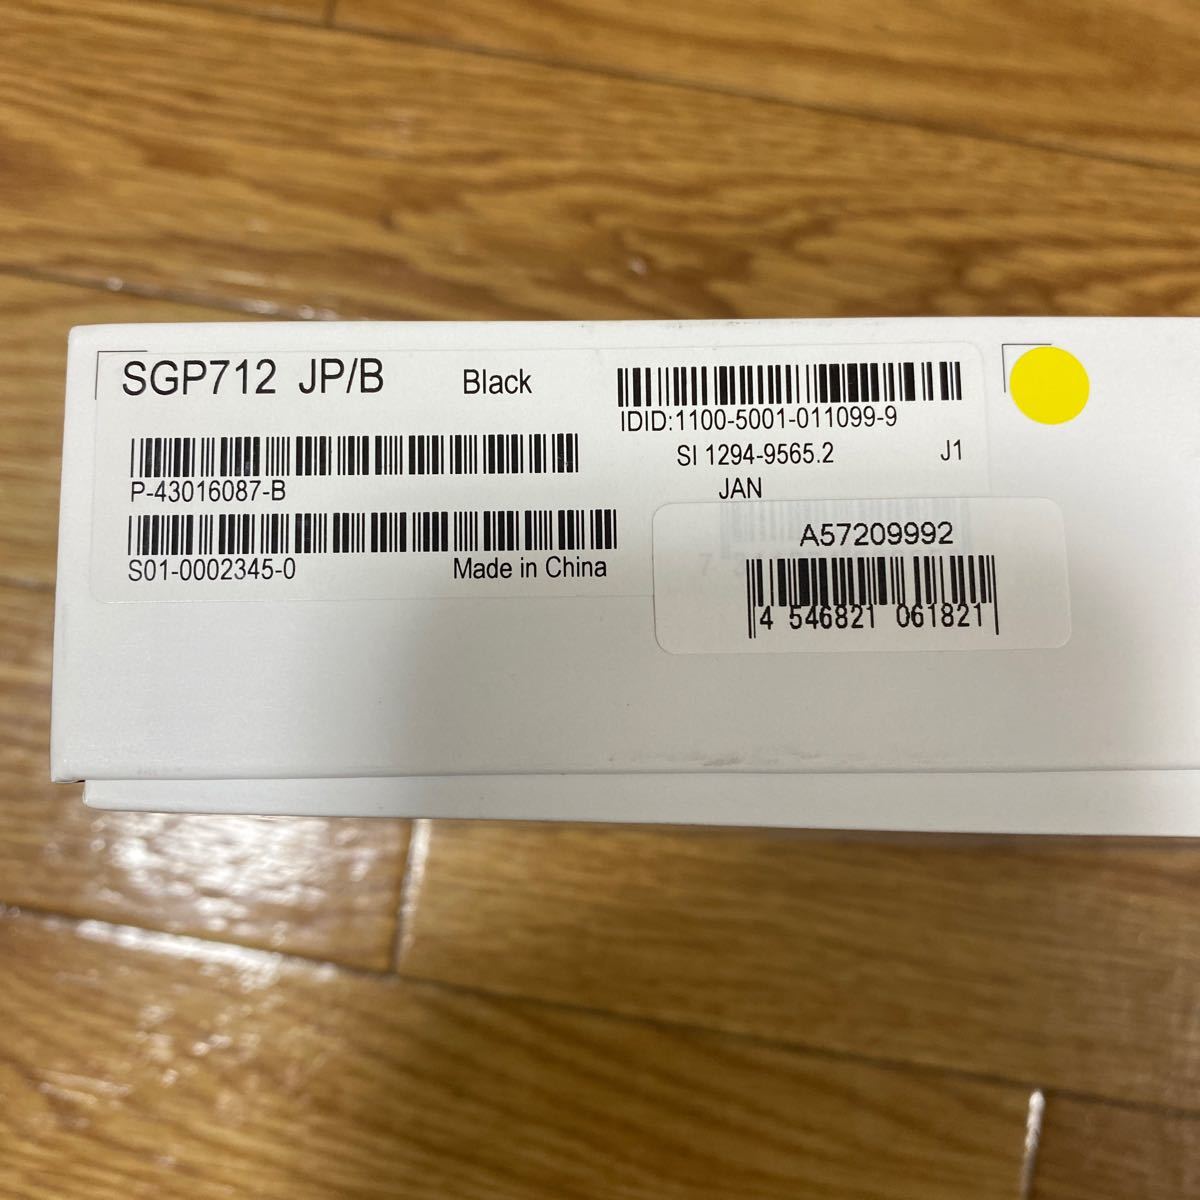 SGP712 JP/B Black
IDID:1100-5001-011099-9
SI 1294-9565.2 J1
P-43016087-B
JAN
S01-0002345-0 Made in China
A57209992
4 546821 061821